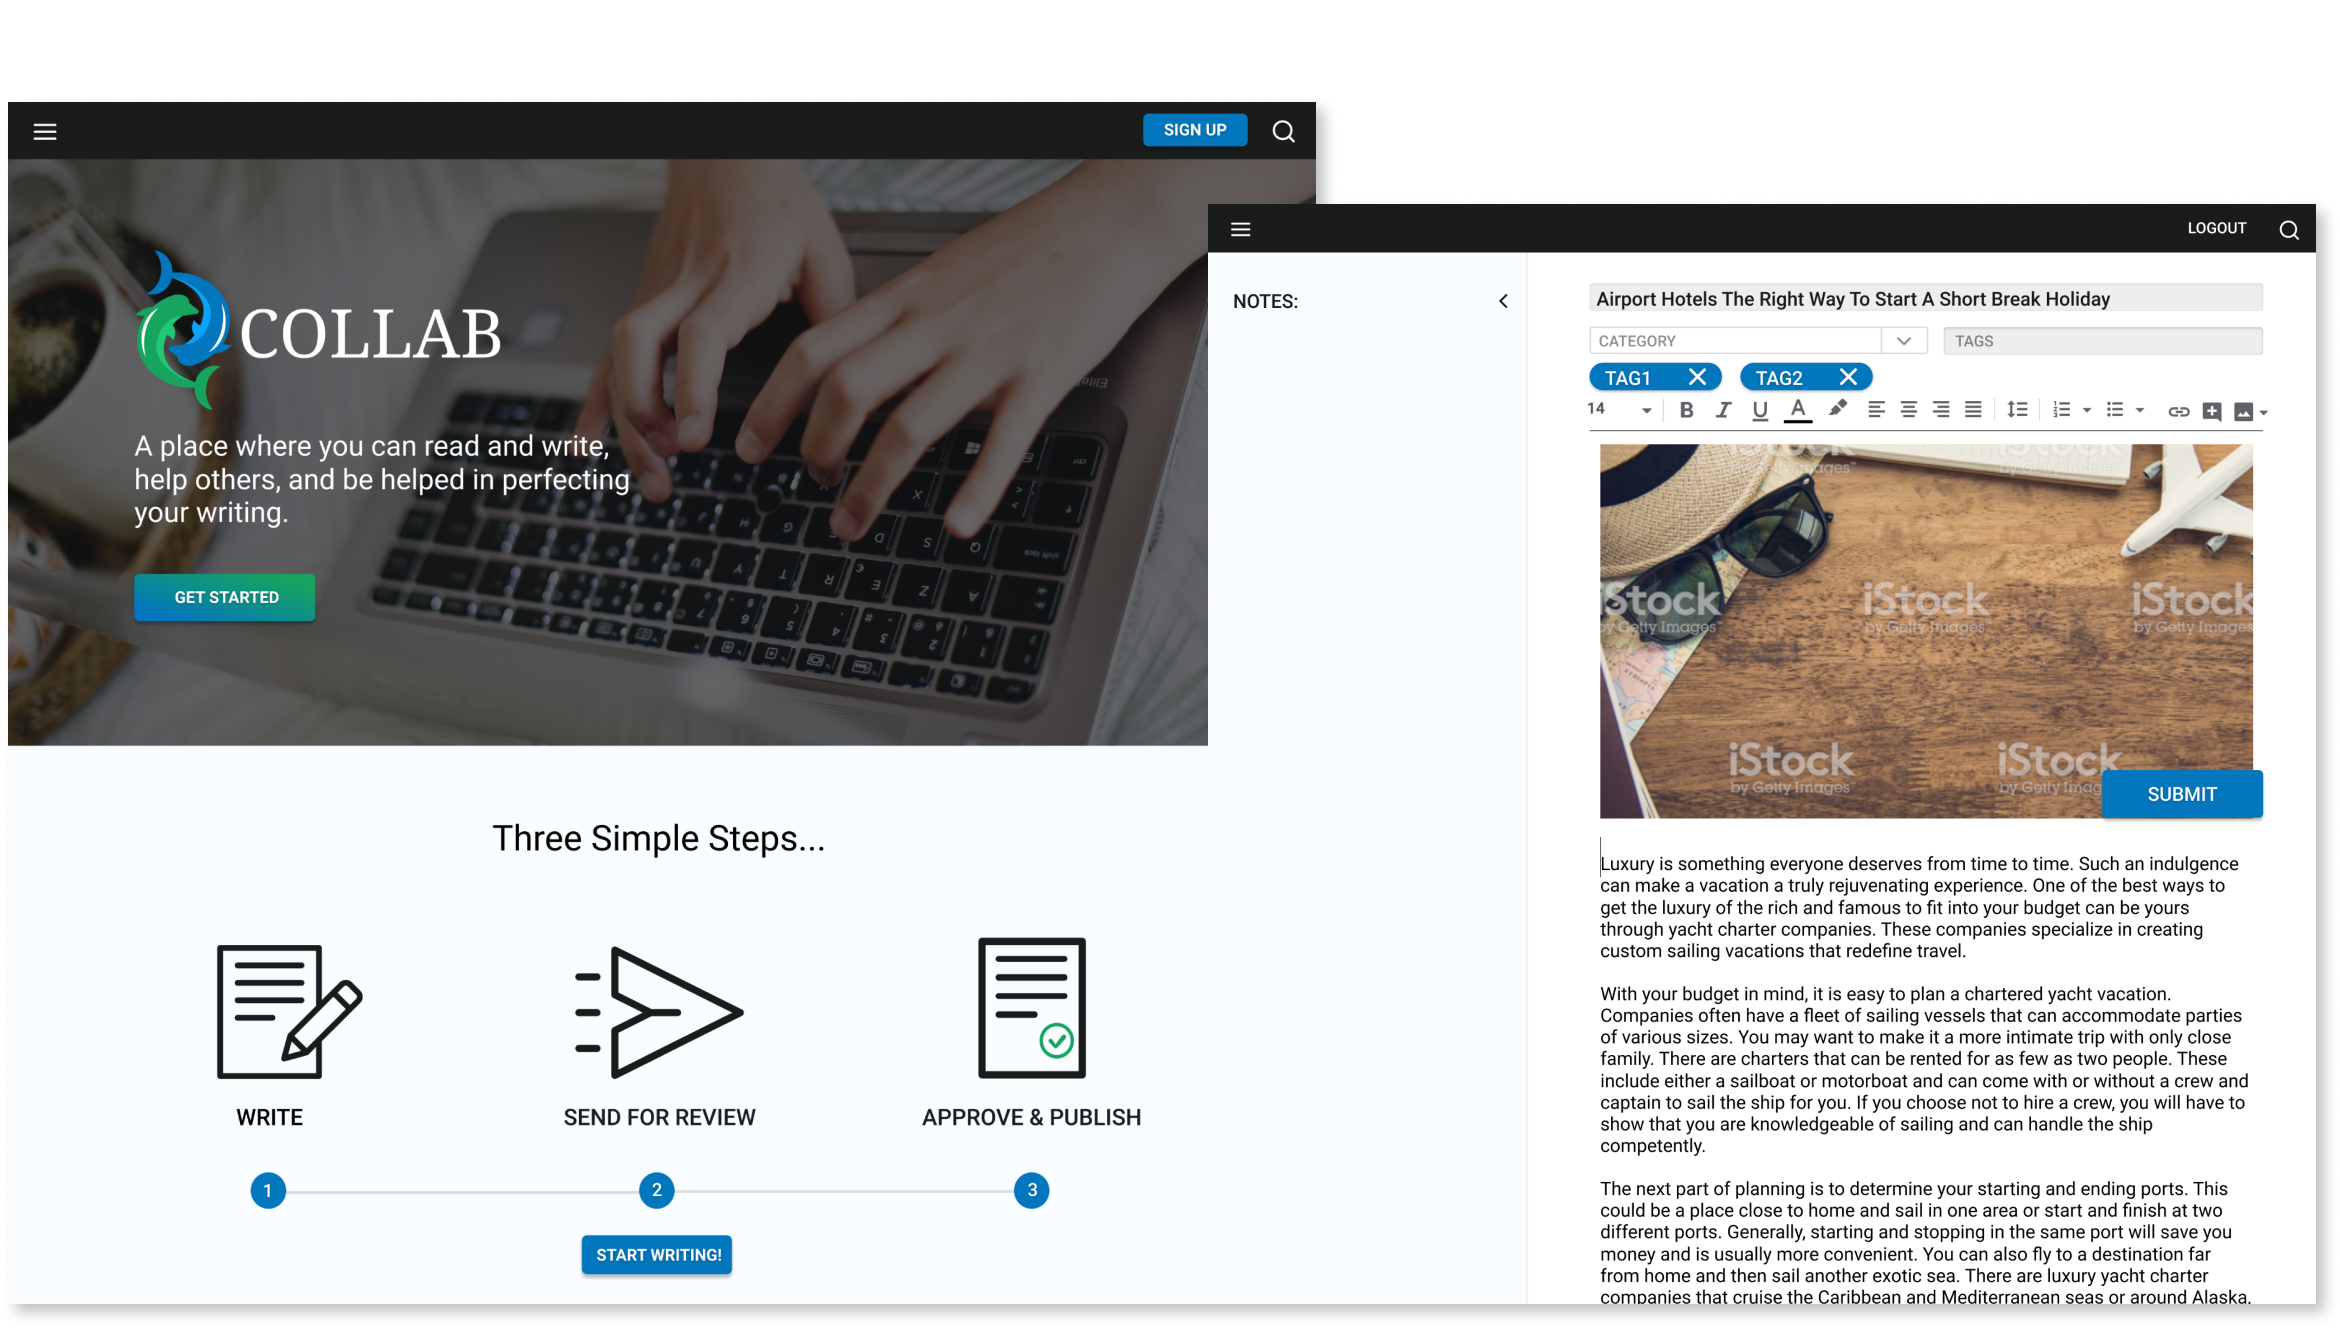 SIGN UP
COLLAB
A place where you can read and write,
help others, and be helped in perfecting
your writing.
GET STARTED
Three Simple Steps...
WRITE
SEND FOR REVIEW
APPROVE & PUBLISH
1
2
3
START WRITING!
LOGOUT
NOTES:
Airport Hotels The Right Way To Start A Short Break Holiday
CATEGORY
TAGS
TAG1
TAG2
14
B I U A
iStock
by Getty Images
iStock
by Getty Images
iStock
by Getty Images
iStock
by Getty Images
iStock
SUBMIT
Luxury is something everyone deserves from time to time. Such an indulgence
can make a vacation a truly rejuvenating experience. One of the best ways to
get the luxury of the rich and famous to fit into your budget can be yours
through yacht charter companies. These companies specialize in creating
custom sailing vacations that redefine travel.
With your budget in mind, it is easy to plan a chartered yacht vacation.
Companies often have a fleet of sailing vessels that can accommodate parties
of various sizes. You may want to make it a more intimate trip with only close
family. There are charters that can be rented for as few as two people. These
include either a sailboat or motorboat and can come with or without a crew and
captain to sail the ship for you. If you choose not to hire a crew, you will have to
show that you are knowledgeable of sailing and can handle the ship
competently.
The next part of planning is to determine your starting and ending ports. This
could be a place close to home and sail in one area or start and finish at two
different ports. Generally, starting and stopping in the same port will save you
money and is usually more convenient. You can also fly to a destination far
from home and then sail another exotic sea. There are luxury yacht charter
companies that cruise the Caribbean and Mediterranean seas or around Alaska.